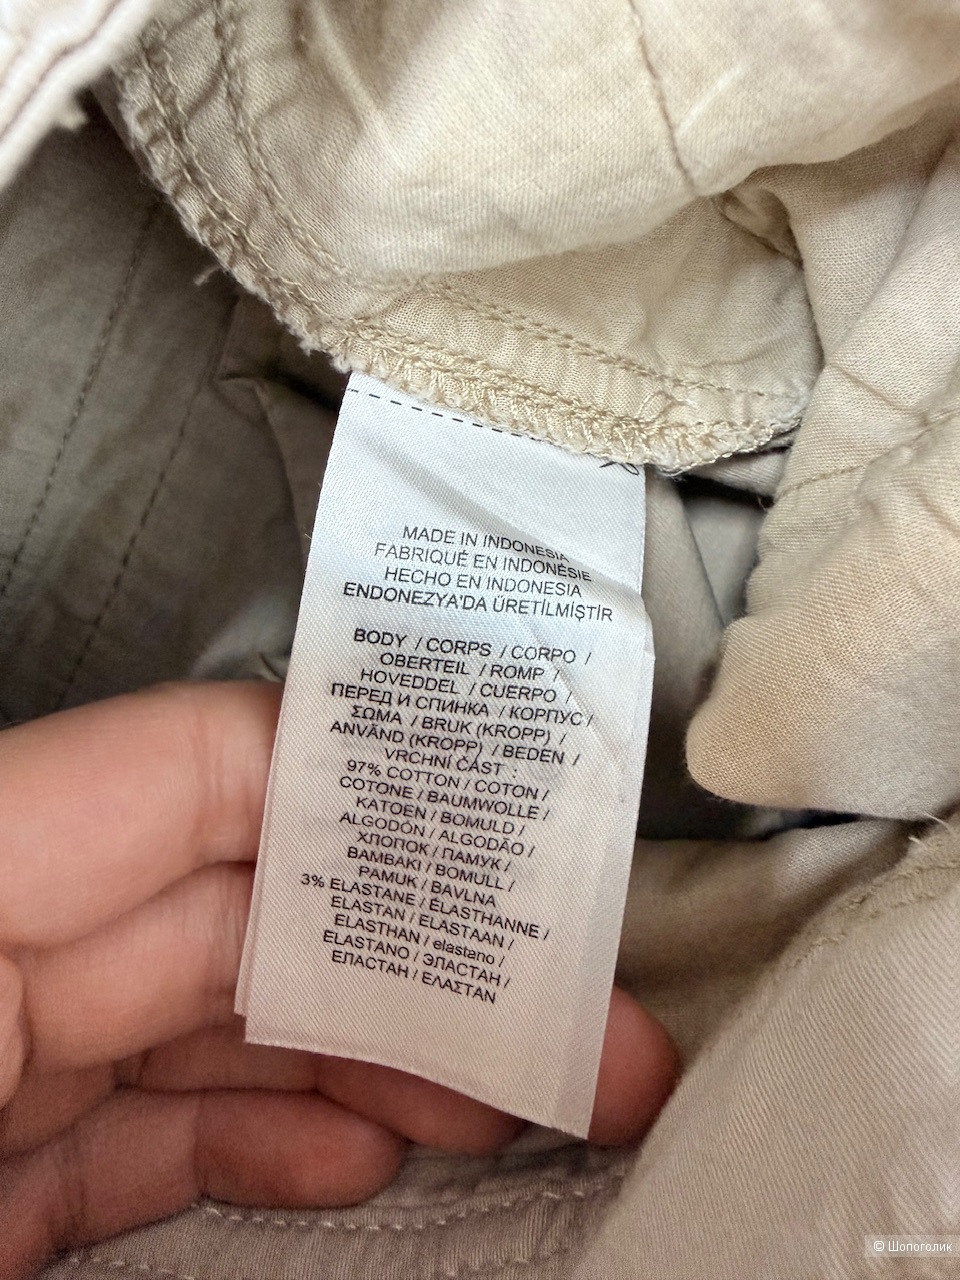 MADE IN INDONESIA
FABRIQUÉ EN INDONÉSIE
HECHO EN INDONESIA
ENDONEZYA'DA ÜRETİLMİŞTİR
BODY / CORPS / CORPO /
OBERTEIL / ROMP /
HOVEDDEL / CUERPO /
ПЕРЕД И СПИНКА / КОРПУС /
ΣΩΜΑ / BRUK (KROPP) /
ANVÄND (KROPP) / BEDEN /
VRCHNÍ ČÁST :
97% COTTON / COTON /
COTONE / BAUMWOLLE /
KATOEN / BOMULD /
ALGODÓN / ALGODÃO /
ХЛОПОК / ПАМУК /
BAMBAKI / BOMULL /
PAMUK / BAVLNA
3% ELASTANE / ÉLASTHANNE /
ELASTAN / ELASTAAN /
ELASTHAN / elastano /
ELASTANO / ЭЛАСТАН /
ЕЛАСТАН / ΕΛΑΣΤΑΝ
© Шопоголик